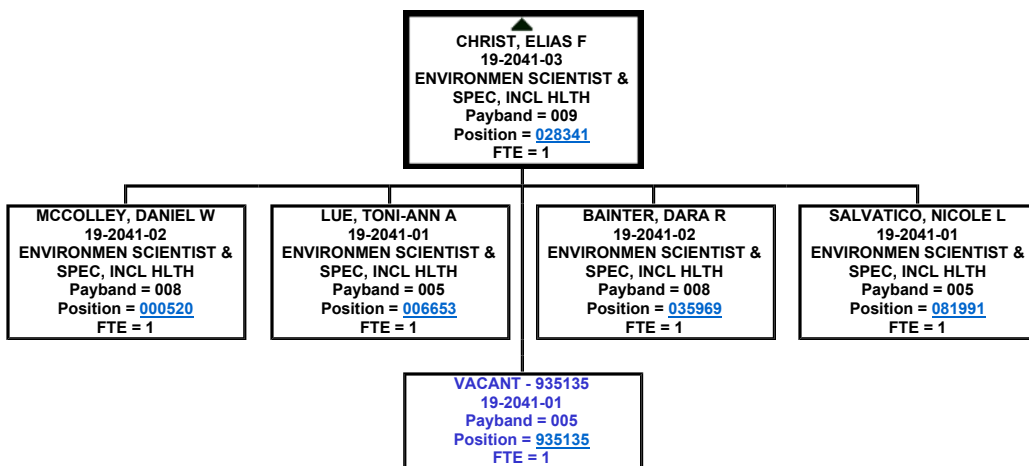 CHRIST, ELIAS F
19-2041-03
ENVIRONMEN SCIENTIST &
SPEC, INCL HLTH
Payband = 009
Position = 028341
FTE = 1
MCCOLLEY, DANIEL W
19-2041-02
ENVIRONMEN SCIENTIST &
SPEC, INCL HLTH
Payband = 008
Position = 000520
FTE = 1
LUE, TONI-ANN A
19-2041-01
ENVIRONMEN SCIENTIST &
SPEC, INCL HLTH
Payband = 005
Position = 006653
FTE = 1
BAINTER, DARA R
19-2041-02
ENVIRONMEN SCIENTIST &
SPEC, INCL HLTH
Payband = 008
Position = 035969
FTE = 1
SALVATICO, NICOLE L
19-2041-01
ENVIRONMEN SCIENTIST &
SPEC, INCL HLTH
Payband = 005
Position = 081991
FTE = 1
VACANT - 935135
19-2041-01
Payband = 005
Position = 935135
FTE = 1